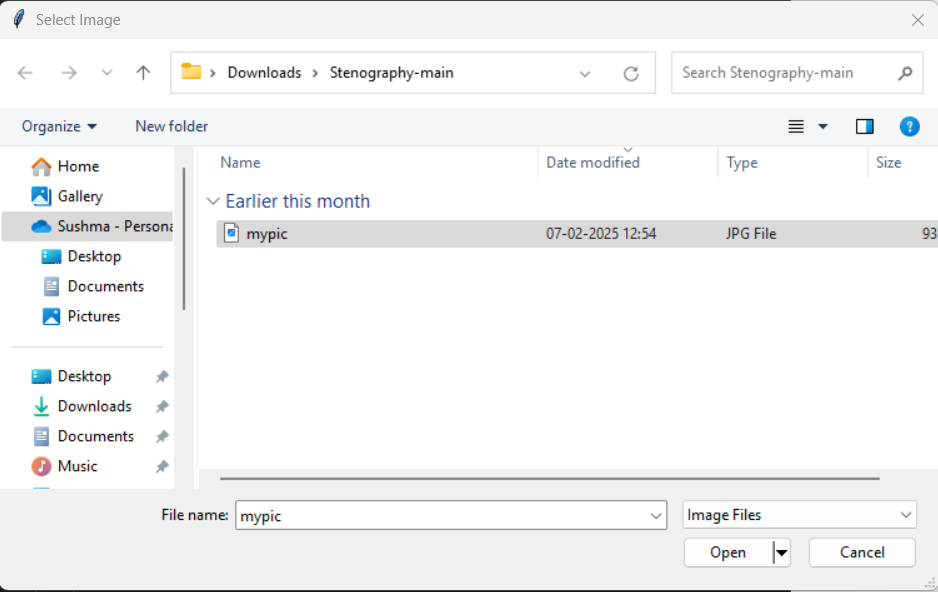 Select Image
Downloads > Stenography-main
Search Stenography-main
Organize
New folder
?
Name
Date modified
Type
Size
Home
Gallery
Sushma - Persona
Desktop
Documents
Pictures
Desktop
Downloads
Documents
Music
Earlier this month
mypic
07-02-2025 12:54
JPG File
93
File name:
mypic
Image Files
Open
Cancel